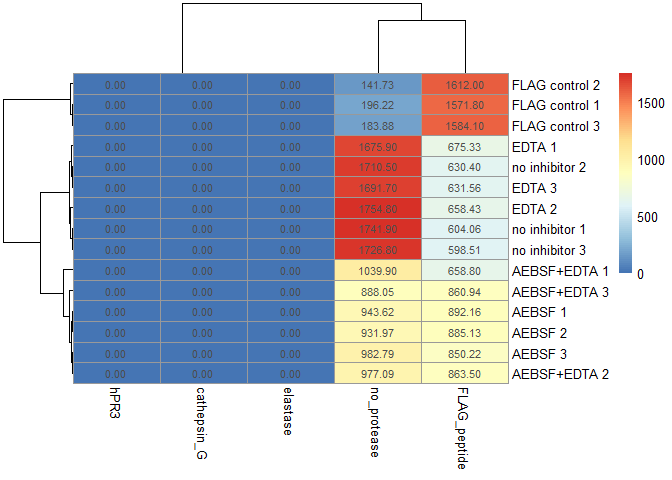 0.00 0.00 0.00 141.73 1612.00 FLAG control 2
0.00 0.00 0.00 196.22 1571.80 FLAG control 1
0.00 0.00 0.00 183.88 1584.10 FLAG control 3
0.00 0.00 0.00 1675.90 675.33 EDTA 1
0.00 0.00 0.00 1710.50 630.40 no inhibitor 2
0.00 0.00 0.00 1691.70 631.56 EDTA 3
0.00 0.00 0.00 1754.80 658.43 EDTA 2
0.00 0.00 0.00 1741.90 604.06 no inhibitor 1
0.00 0.00 0.00 1726.80 598.51 no inhibitor 3
0.00 0.00 0.00 1039.90 658.80 AEBSF+EDTA 1
0.00 0.00 0.00 888.05 860.94 AEBSF+EDTA 3
0.00 0.00 0.00 943.62 892.16 AEBSF 1
0.00 0.00 0.00 931.97 885.13 AEBSF 2
0.00 0.00 0.00 982.79 850.22 AEBSF 3
0.00 0.00 0.00 977.09 863.50 AEBSF+EDTA 2
hPR3
cathepsin_G
elastase
no_protease
FLAG_peptide
1500
1000
500
0